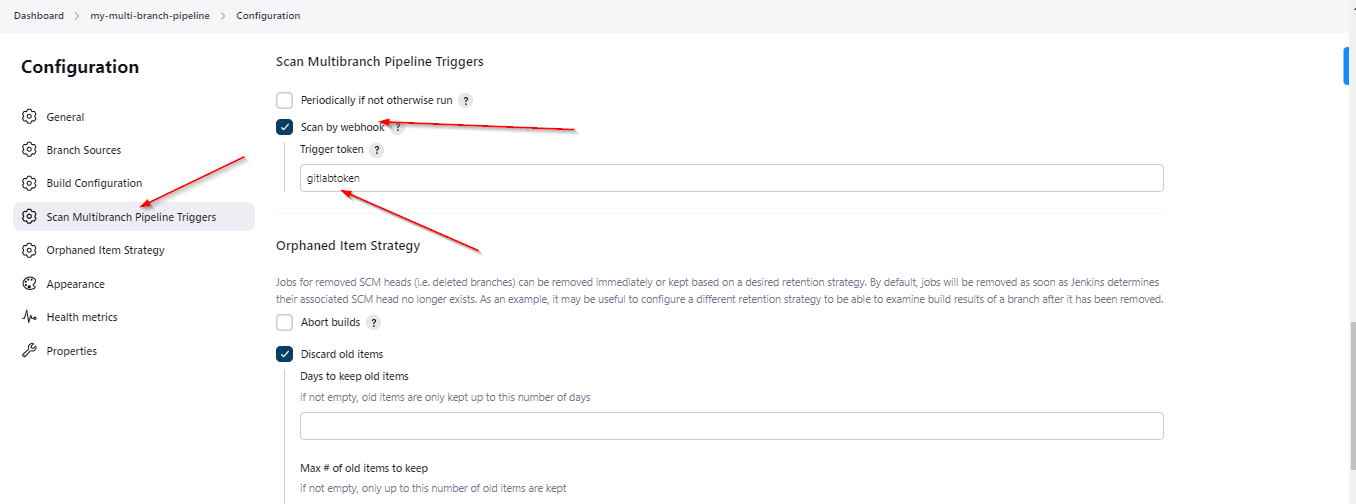 Dashboard > my-multi-branch-pipeline > Configuration
Configuration
General
Branch Sources
Build Configuration
Scan Multibranch Pipeline Triggers
Orphaned Item Strategy
Appearance
Health metrics
Properties
Scan Multibranch Pipeline Triggers
Periodically if not otherwise run ?
Scan by webhook ?
Trigger token ?
gitlabtoken
Orphaned Item Strategy
Jobs for removed SCM heads (i.e. deleted branches) can be removed immediately or kept based on a desired retention strategy. By default, jobs will be removed as soon as Jenkins determines
their associated SCM head no longer exists. As an example, it may be useful to configure a different retention strategy to be able to examine build results of a branch after it has been removed.
Abort builds ?
Discard old items
Days to keep old items
if not empty, old items are only kept up to this number of days
Max # of old items to keep
if not empty, only up to this number of old items are kept